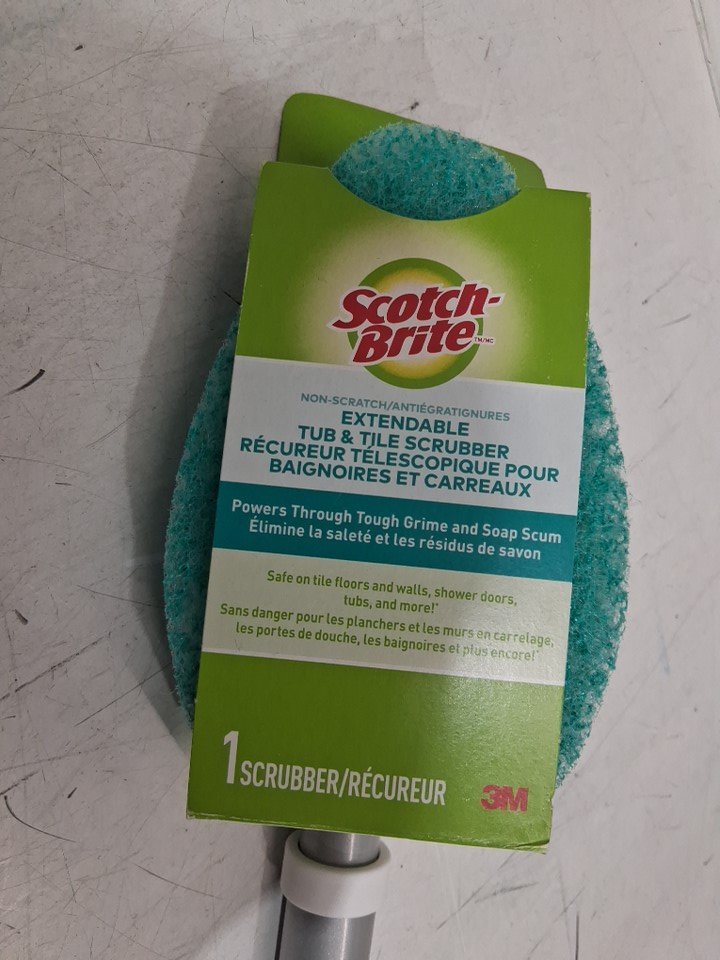 Scotch-
Brite TM/MC
NON-SCRATCH/ANTIÉGRATIGNURES
EXTENDABLE
TUB & TILE SCRUBBER
RÉCUREUR TÉLESCOPIQUE POUR
BAIGNOIRES ET CARREAUX
Powers Through Tough Grime and Soap Scum
Élimine la saleté et les résidus de savon
Safe on tile floors and walls, shower doors,
tubs, and more!*
Sans danger pour les planchers et les murs en carrelage,
les portes de douche, les baignoires et plus encore!*
1 SCRUBBER/RÉCUREUR
3M